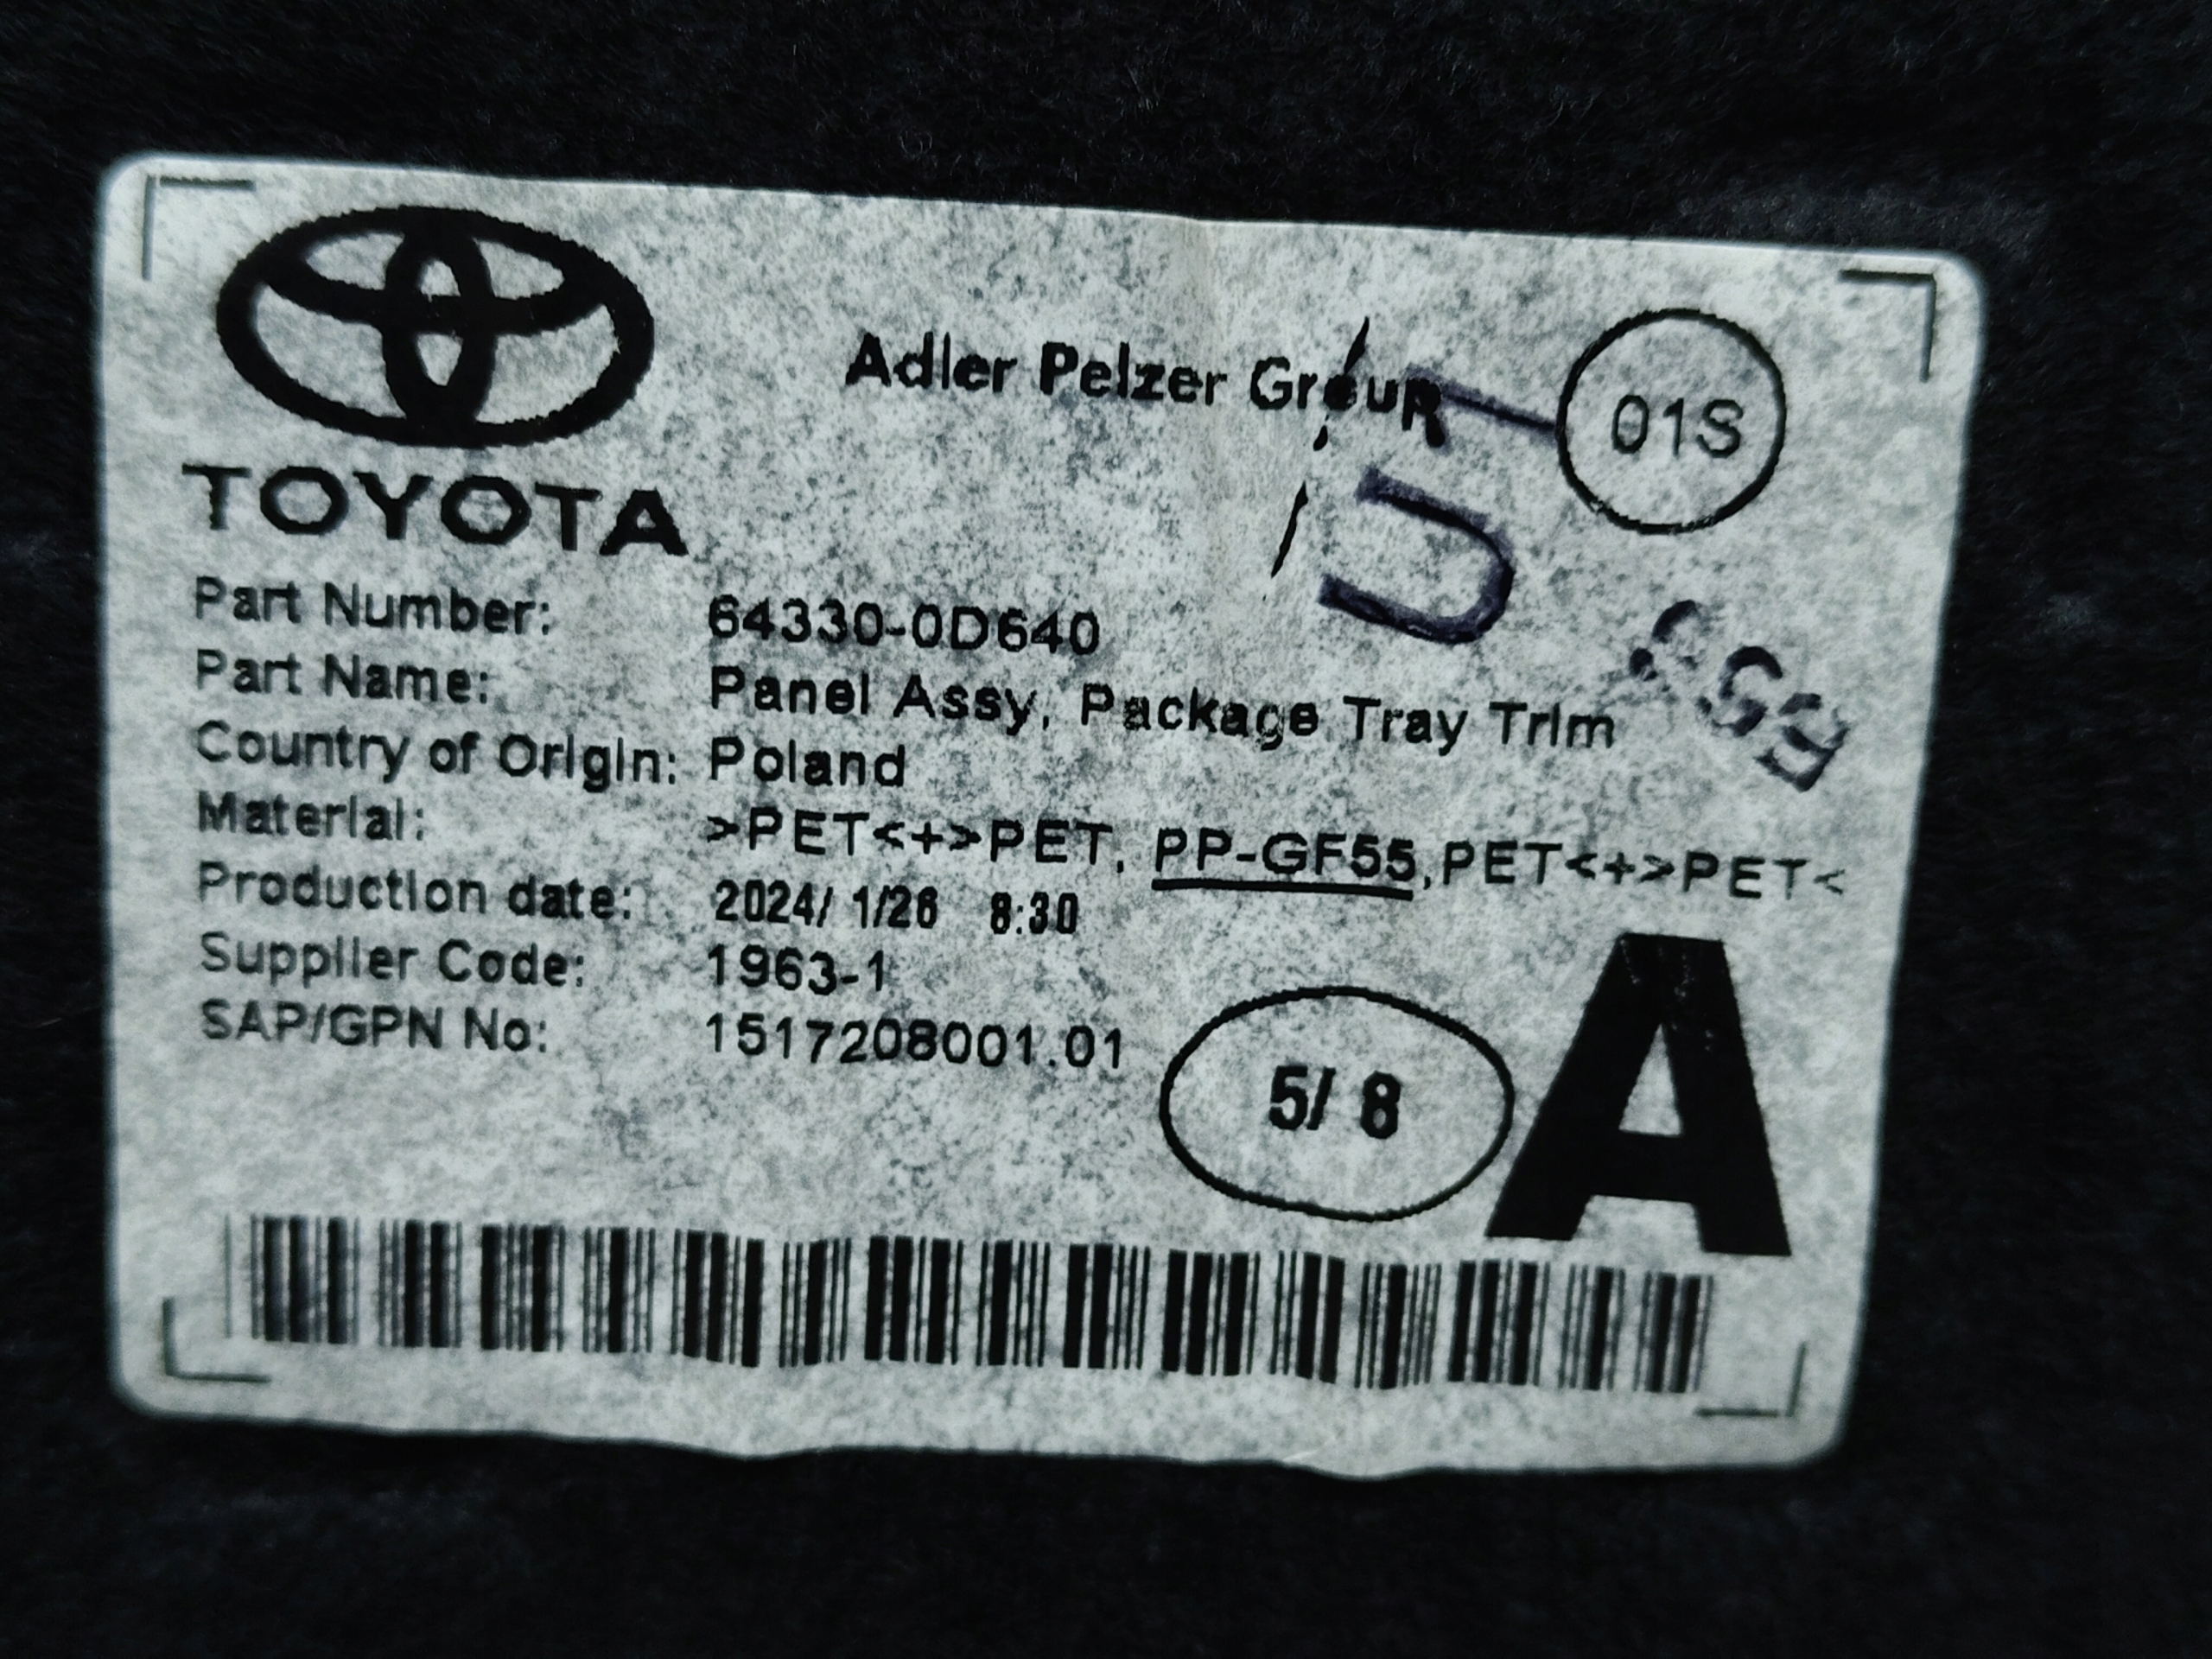 Adler Pelzer Group
01S
TOYOTA
Part Number: 64330-0D640
Part Name: Panel Assy, Package Tray Trim
Country of Origin: Poland
Material: >PET<+>PET, PP-GF55,PET<+>PET<
Production date: 2024/ 1/26 8:30
Supplier Code: 1963-1
SAP/GPN No: 1517208001.01
5/ 8
A